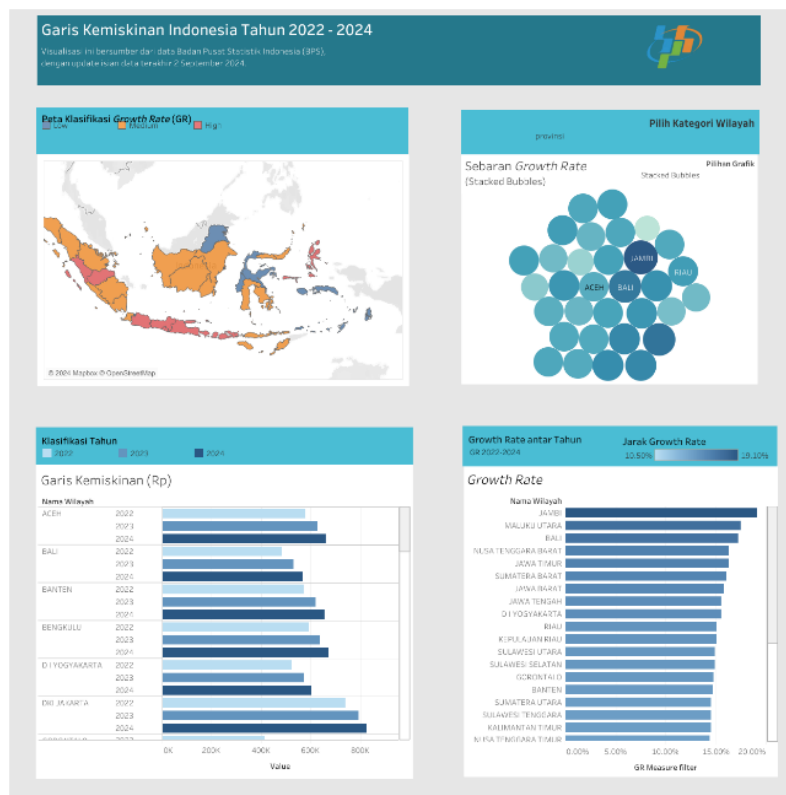 Garis Kemiskinan Indonesia Tahun 2022 - 2024
Visualisasi ini bersumber dari data Badan Pusat Statistik Indonesia (BPS),
dengan update isian data terakhir 2 September 2024.
Peta Klasifikasi Growth Rate (GR)
Low
Medium
High
© 2024 Mapbox © OpenStreetMap
Pilih Kategori Wilayah
provinsi
Sebaran Growth Rate
(Stacked Bubbles)
Pilihan Grafik
Stacked Bubbles
JAMBI
RIAU
ACEH
BALI
Klasifikasi Tahun
2022
2023
2024
Garis Kemiskinan (Rp)
Nama Wilayah
ACEH 2022
2023
2024
BALI 2022
2023
2024
BANTEN 2022
2023
2024
BENGKULU 2022
2023
2024
D I YOGYAKARTA 2022
2023
2024
DKI JAKARTA 2022
2023
2024
GORONTALO 2022
0K 200K 400K 600K 800K
Value
Growth Rate antar Tahun
GR 2022-2024
Jarak Growth Rate
10.50% 19.10%
Growth Rate
Nama Wilayah
JAMBI
MALUKU UTARA
BALI
NUSA TENGGARA BARAT
JAWA TIMUR
SUMATERA BARAT
JAWA BARAT
JAWA TENGAH
D I YOGYAKARTA
RIAU
KEPULAUAN RIAU
SULAWESI UTARA
SULAWESI SELATAN
GORONTALO
BANTEN
SUMATERA UTARA
SULAWESI TENGGARA
KALIMANTAN TIMUR
NUSA TENGGARA TIMUR
0.00% 5.00% 10.00% 15.00% 20.00%
GR Measure filter